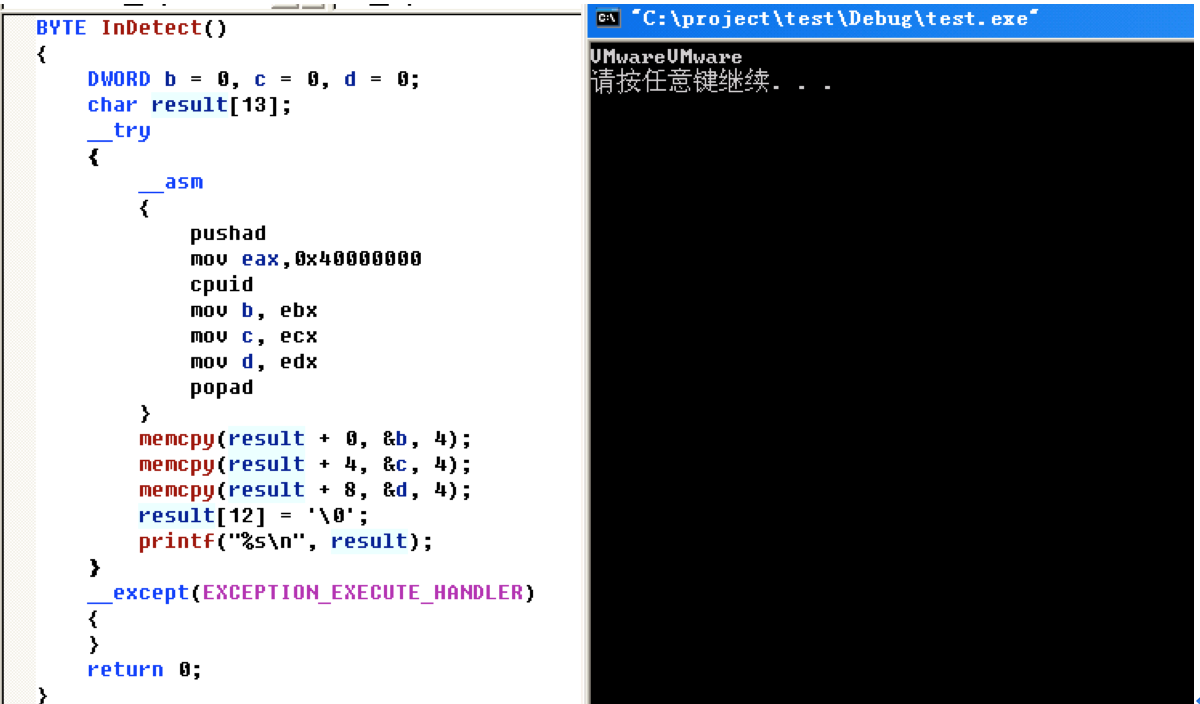 BYTE InDetect()
{
DWORD b = 0, c = 0, d = 0;
char result[13];
__try
{
__asm
{
pushad
mov eax,0x40000000
cpuid
mov b, ebx
mov c, ecx
mov d, edx
popad
}
memcpy(result + 0, &b, 4);
memcpy(result + 4, &c, 4);
memcpy(result + 8, &d, 4);
result[12] = '\0';
printf("%s\n", result);
}
__except(EXCEPTION_EXECUTE_HANDLER)
{
}
return 0;
}
"C:\project\test\Debug\test.exe"
VMwareVMware
请按任意键继续. . .